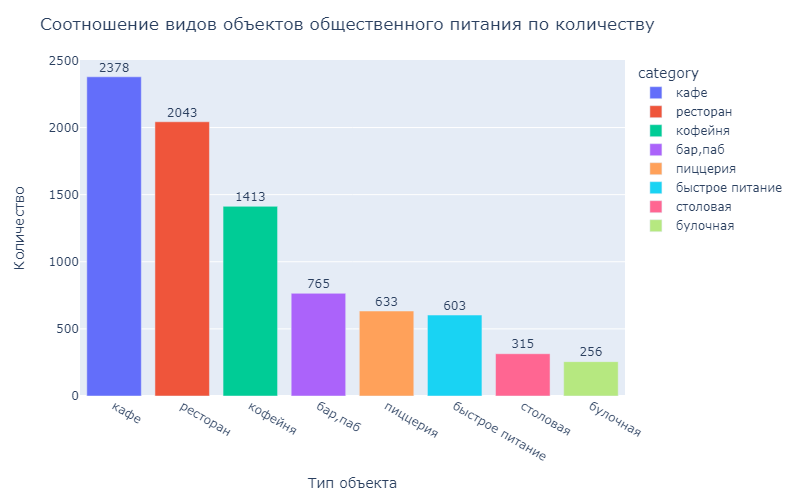 Соотношение видов объектов общественного питания по количеству
Количество
2500
2000
1500
1000
500
0
2378
2043
1413
765
633
603
315
256
кафе
ресторан
кофейня
бар,паб
пиццерия
быстрое питание
столовая
булочная
Тип объекта
category
кафе
ресторан
кофейня
бар,паб
пиццерия
быстрое питание
столовая
булочная